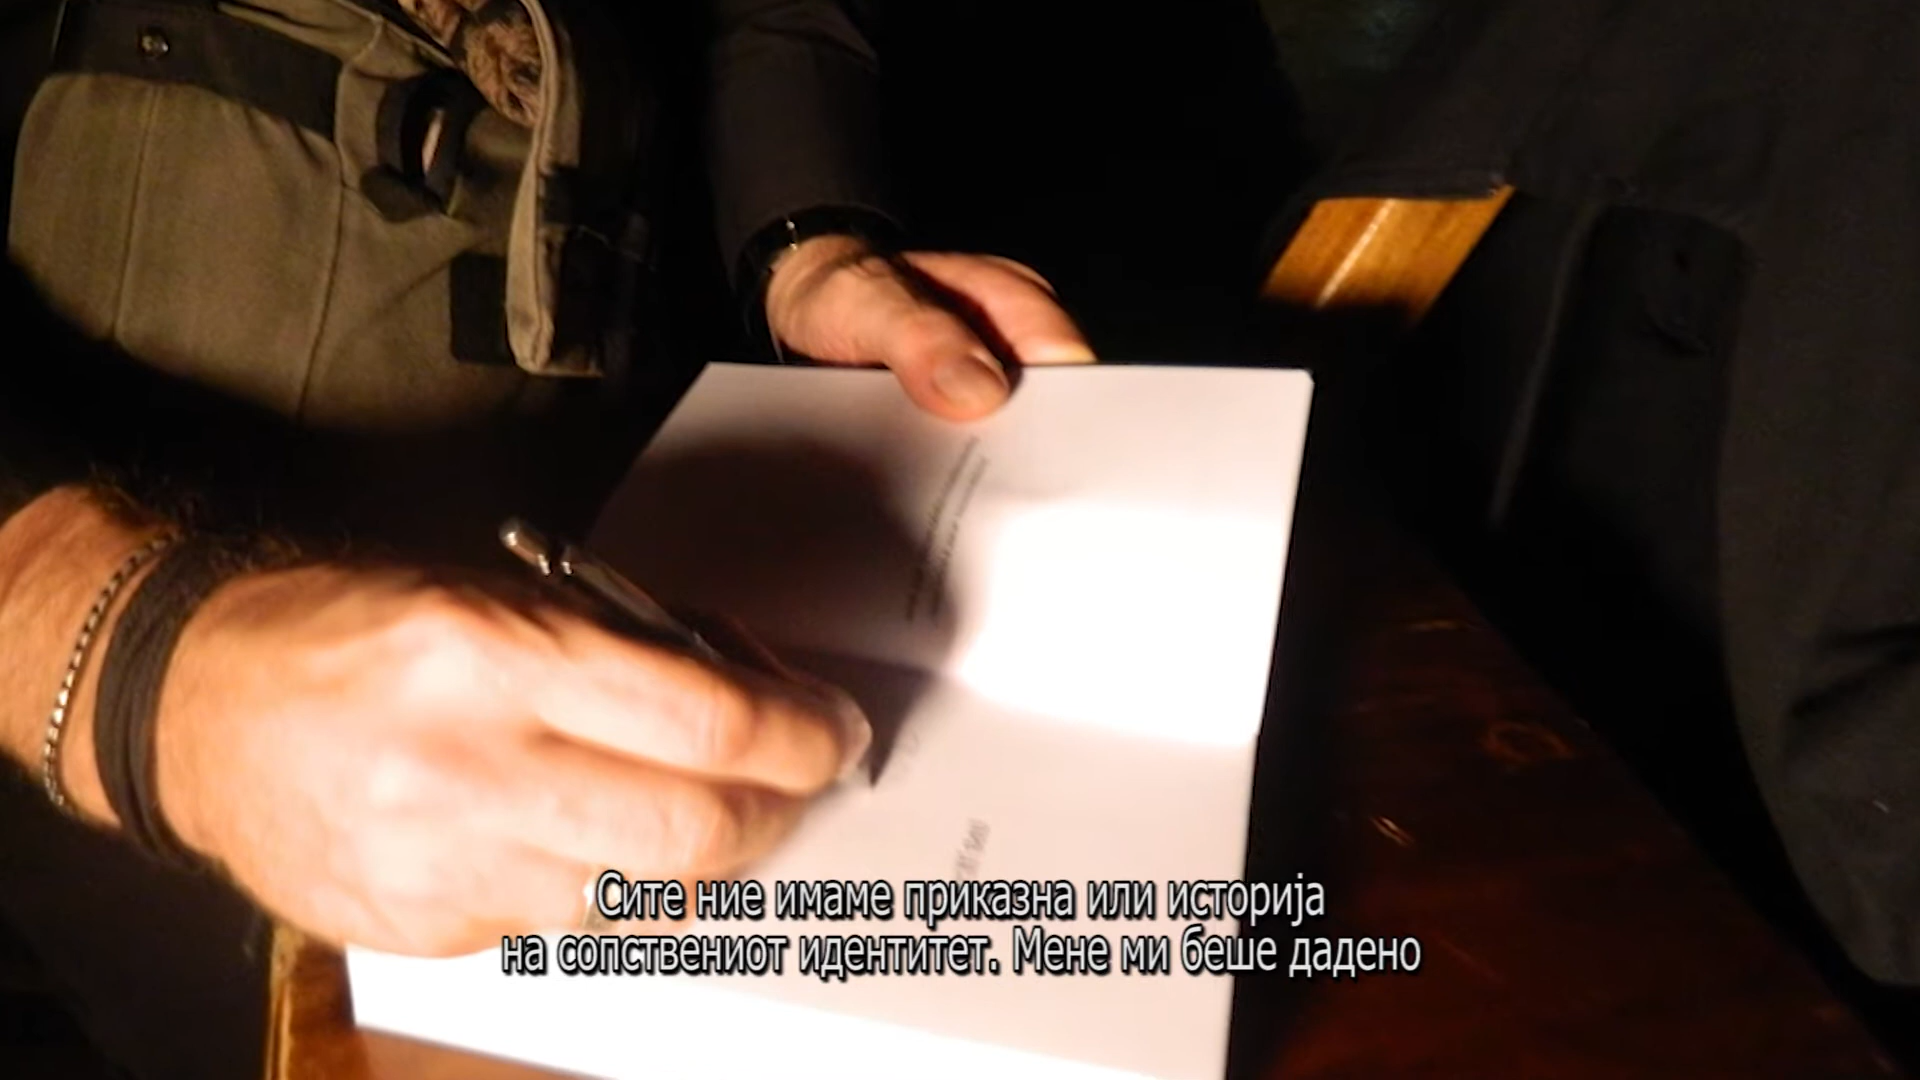 Сите ние имаме приказна или историја
на сопствениот идентитет. Мене ми беше дадено